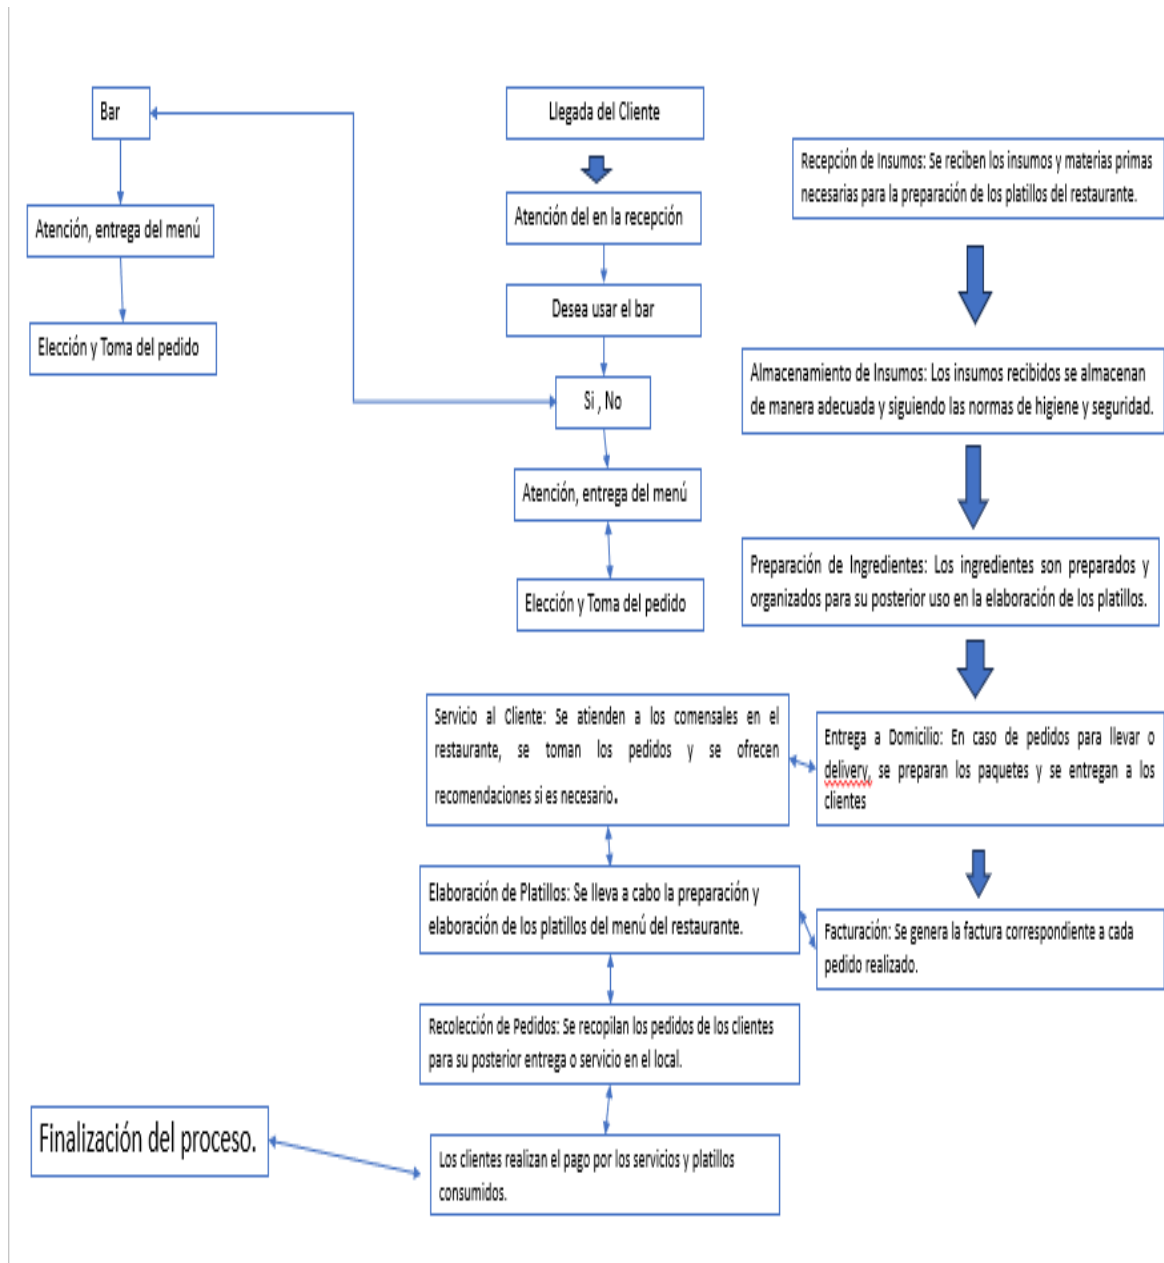 Bar
Atención, entrega del menú
Elección y Toma del pedido
Llegada del Cliente
Atención del en la recepción
Desea usar el bar
Si , No
Atención, entrega del menú
Elección y Toma del pedido
Recepción de Insumos: Se reciben los insumos y materias primas
necesarias para la preparación de los platillos del restaurante.
Almacenamiento de Insumos: Los insumos recibidos se almacenan
de manera adecuada y siguiendo las normas de higiene y seguridad.
Preparación de Ingredientes: Los ingredientes son preparados y
organizados para su posterior uso en la elaboración de los platillos.
Servicio al Cliente: Se atienden a los comensales en el
restaurante, se toman los pedidos y se ofrecen
recomendaciones si es necesario.
Entrega a Domicilio: En caso de pedidos para llevar o
delivery, se preparan los paquetes y se entregan a los
clientes
Elaboración de Platillos: Se lleva a cabo la preparación y
elaboración de los platillos del menú del restaurante.
Facturación: Se genera la factura correspondiente a cada
pedido realizado.
Recolección de Pedidos: Se recopilan los pedidos de los clientes
para su posterior entrega o servicio en el local.
Los clientes realizan el pago por los servicios y platillos
consumidos.
Finalización del proceso.